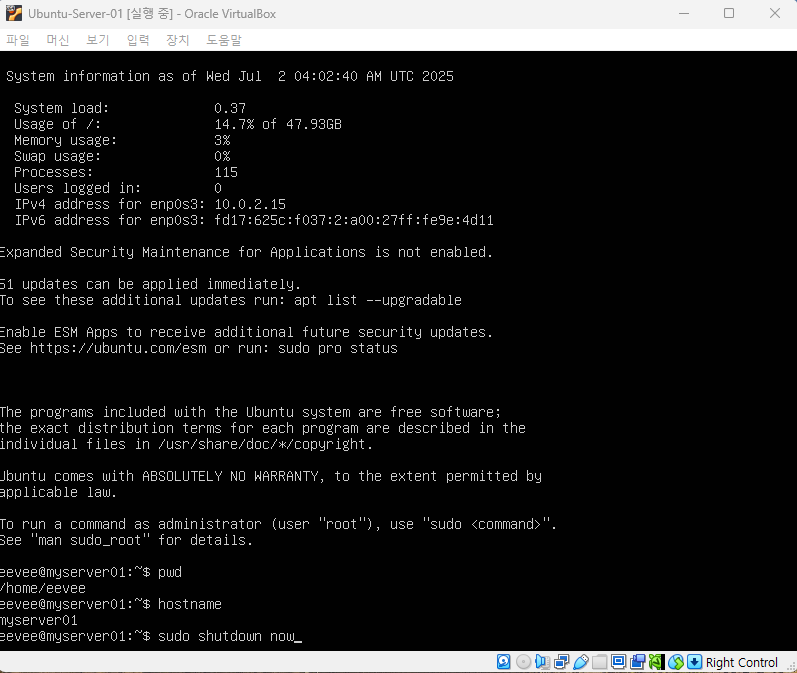 Ubuntu-Server-01 [실행 중] - Oracle VirtualBox
파일 머신 보기 입력 장치 도움말
System information as of Wed Jul  2 04:02:40 AM UTC 2025
System load:             0.37
Usage of /:              14.7% of 47.93GB
Memory usage:            3%
Swap usage:              0%
Processes:               115
Users logged in:         0
IPv4 address for enp0s3: 10.0.2.15
IPv6 address for enp0s3: fd17:625c:f037:2:a00:27ff:fe9e:4d11
Expanded Security Maintenance for Applications is not enabled.
51 updates can be applied immediately.
To see these additional updates run: apt list --upgradable
Enable ESM Apps to receive additional future security updates.
See https://ubuntu.com/esm or run: sudo pro status
The programs included with the Ubuntu system are free software;
the exact distribution terms for each program are described in the
individual files in /usr/share/doc/*/copyright.
Ubuntu comes with ABSOLUTELY NO WARRANTY, to the extent permitted by
applicable law.
To run a command as administrator (user "root"), use "sudo <command>".
See "man sudo_root" for details.
eevee@myserver01:~$ pwd
/home/eevee
eevee@myserver01:~$ hostname
myserver01
eevee@myserver01:~$ sudo shutdown now_
Right Control